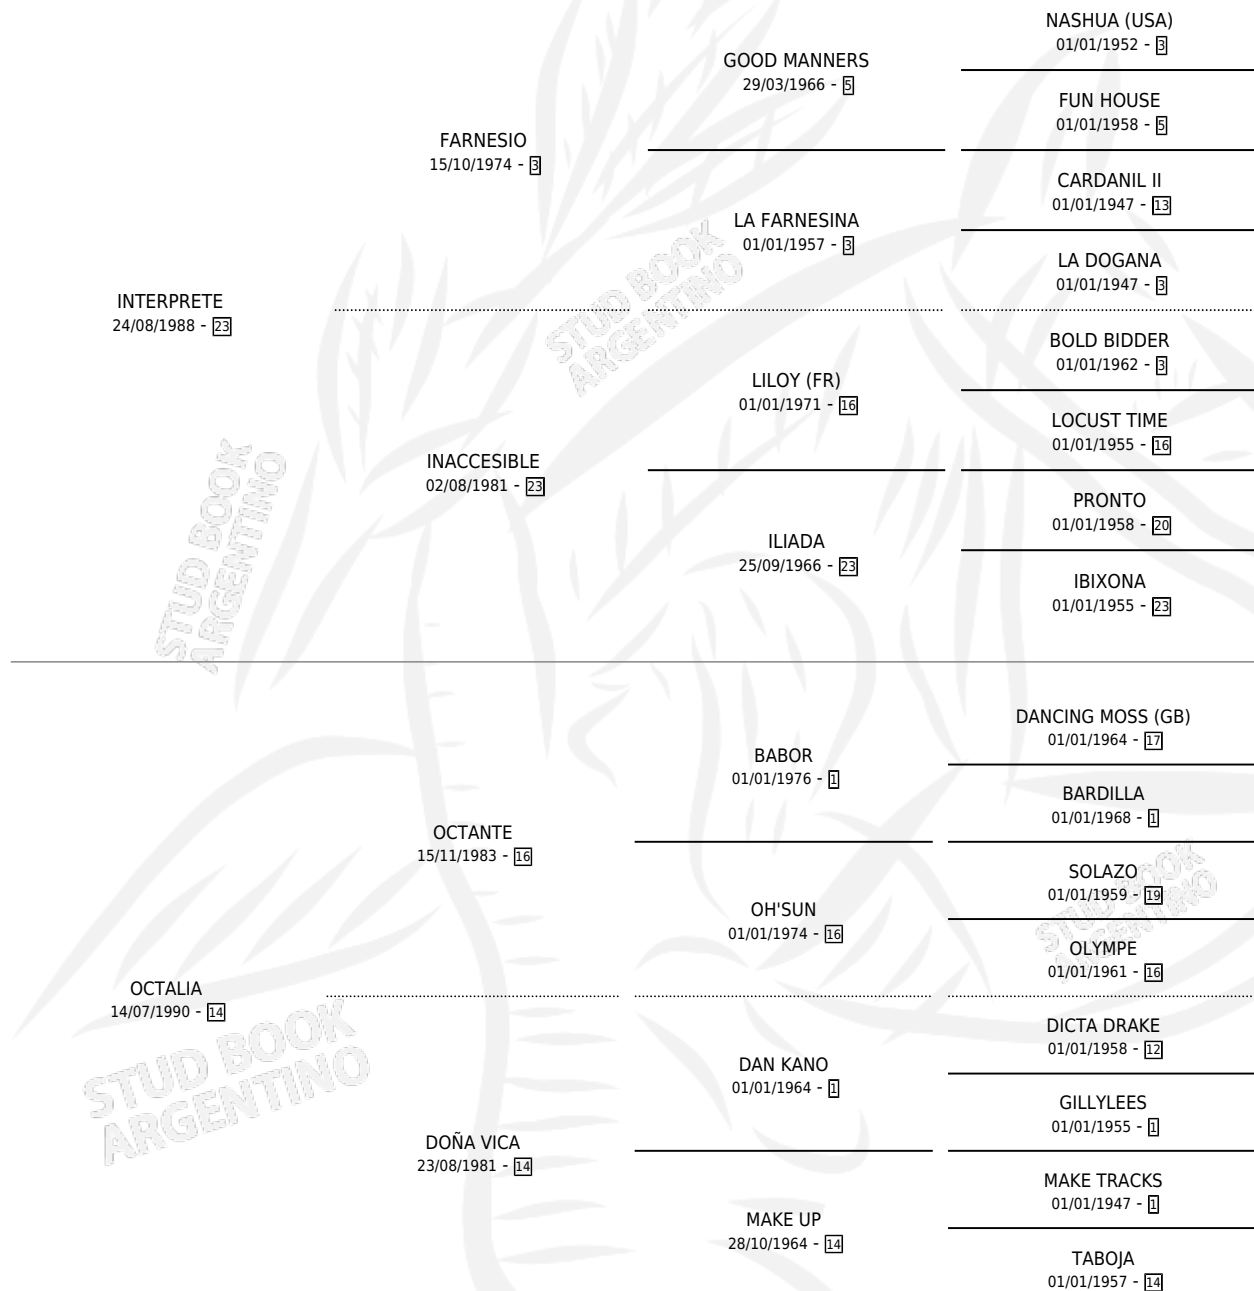 NASHUA (USA)
01/01/1952 - 3
GOOD MANNERS
29/03/1966 - 5
FUN HOUSE
01/01/1958 - 5
FARNESIO
15/10/1974 - 3
CARDANIL II
01/01/1947 - 13
LA FARNESINA
01/01/1957 - 3
LA DOGANA
01/01/1947 - 3
INTERPRETE
24/08/1988 - 23
STUD BOOK
ARGENTINO
BOLD BIDDER
01/01/1962 - 3
LILOY (FR)
01/01/1971 - 16
LOCUST TIME
01/01/1955 - 16
INACCESIBLE
02/08/1981 - 23
PRONTO
01/01/1958 - 20
ILIADA
25/09/1966 - 23
IBIXONA
01/01/1955 - 23
STUD BOOK
ARGENTINO
DANCING MOSS (GB)
01/01/1964 - 17
BABOR
01/01/1976 - 1
BARDILLA
01/01/1968 - 1
OCTANTE
15/11/1983 - 16
SOLAZO
01/01/1959 - 19
OH'SUN
01/01/1974 - 16
OLYMPE
01/01/1961 - 16
STUD BOOK
ARGENTINO
OCTALIA
14/07/1990 - 14
STUD BOOK
ARGENTINO
DICTA DRAKE
01/01/1958 - 12
DAN KANO
01/01/1964 - 1
GILLYLEES
01/01/1955 - 1
DOÑA VICA
23/08/1981 - 14
MAKE TRACKS
01/01/1947 - 1
MAKE UP
28/10/1964 - 14
TABOJA
01/01/1957 - 14